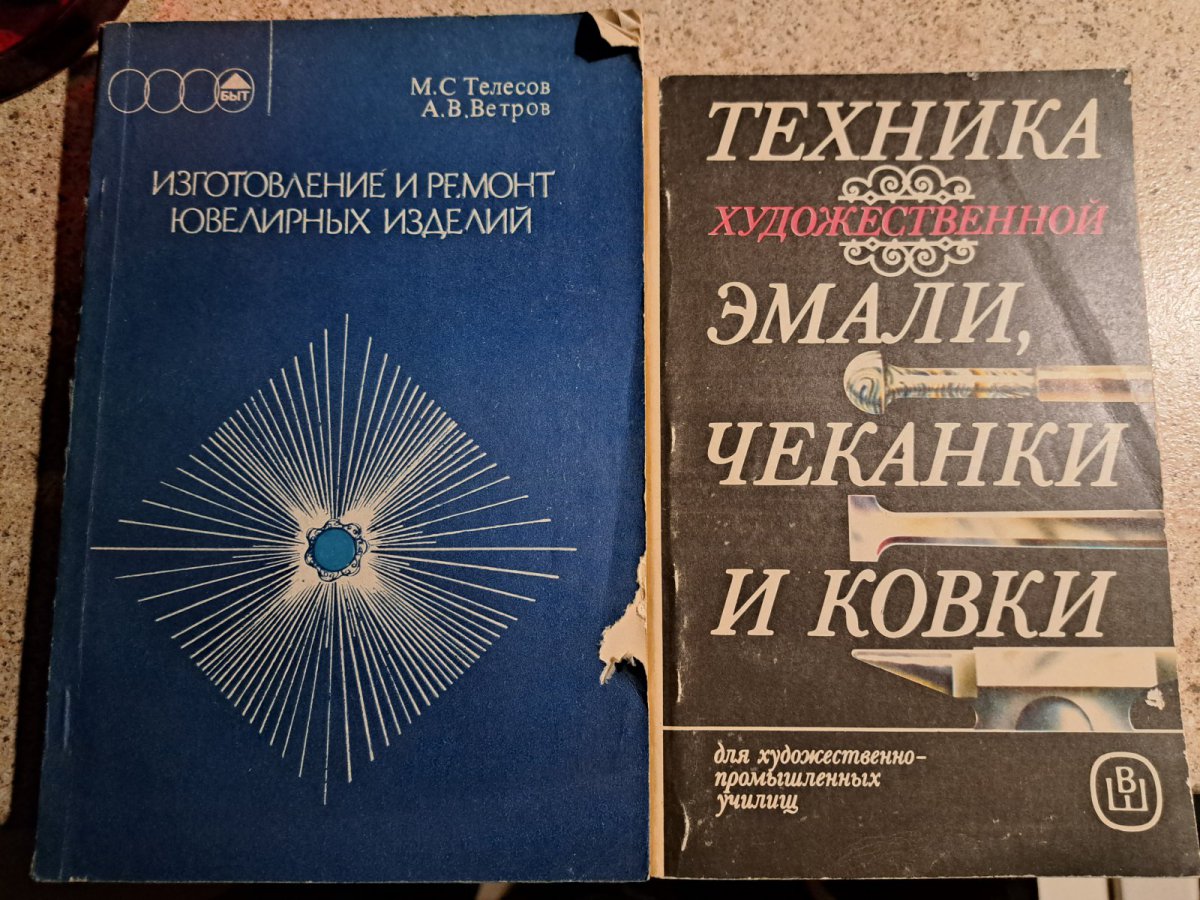 БЫТ
М.С Телесов
А.В.Ветров
ИЗГОТОВЛЕНИЕ И РЕМОНТ
ЮВЕЛИРНЫХ ИЗДЕЛИЙ
ТЕХНИКА
ХУДОЖЕСТВЕННОЙ
ЭМАЛИ,
ЧЕКАНКИ
И КОВКИ
для художественно-
промышленных
училищ
ВШ